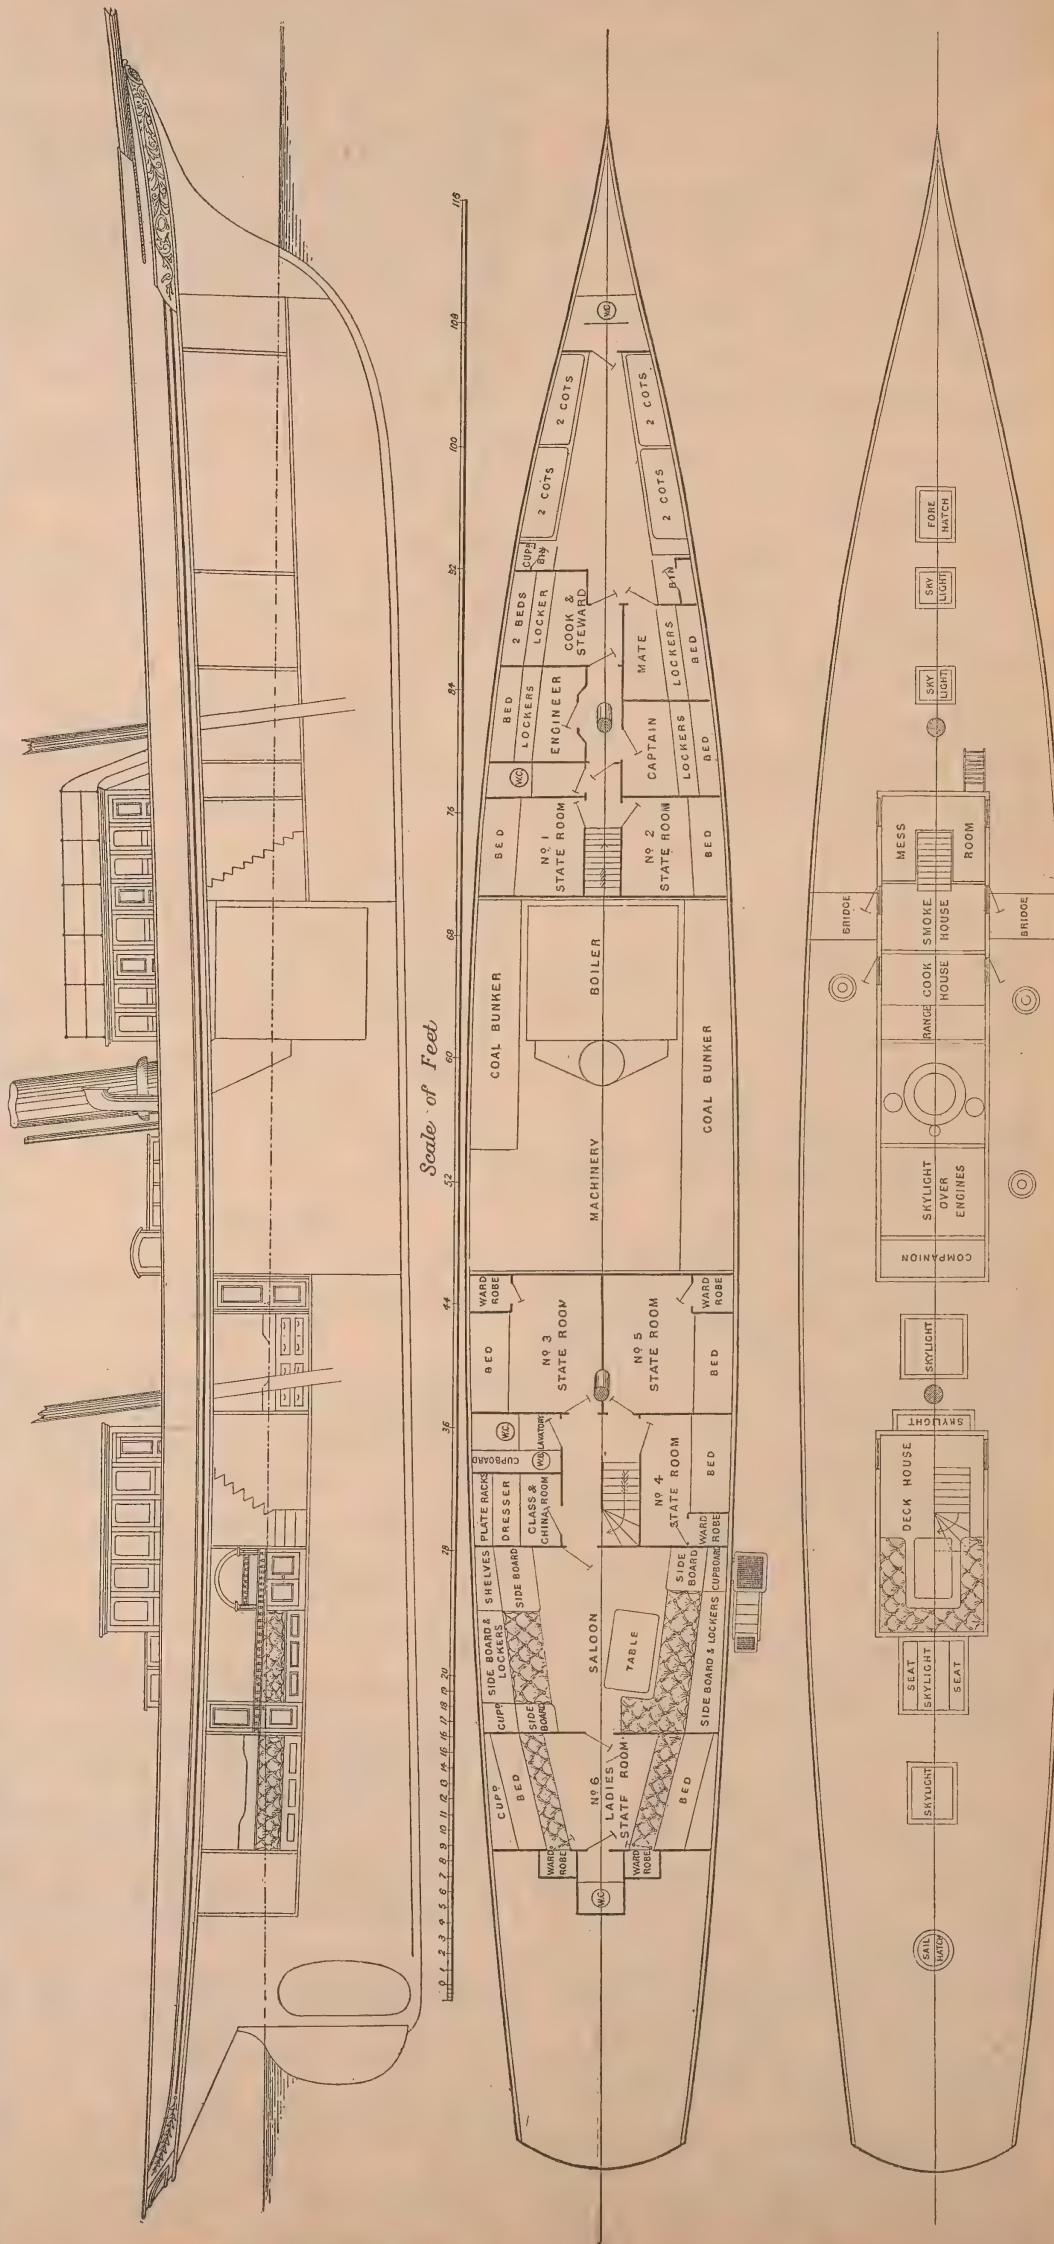 Scale of Feet
0 1 2 3 4 5 6 7 8 9 10 11 12 13 14 15 16 17 18 19 20 28 36 44 52 60 68 76 84 92 100 108 116
W.C.
2 COTS
2 COTS
2 COTS
2 COTS
CUPD
BIN
BIN
2 BEDS
LOCKER
COOK &
STEWARD
MATE
LOCKERS
BED
BED
LOCKERS
ENGINEER
CAPTAIN
LOCKERS
BED
W.C.
BED
No. 1
STATE ROOM
No. 2
STATE ROOM
BED
COAL BUNKER
BOILER
COAL BUNKER
MACHINERY
WARD
ROBE
WARD
ROBE
BED
No. 3
STATE ROOM
No. 5
STATE ROOM
BED
W.C.
LAVATORY
W.B.
CUPBOARD
No. 4
STATE ROOM
BED
WARD
ROBE
PLATE RACKS
DRESSER
GLASS &
CHINA ROOM
SHELVES
SIDE BOARD
SIDE
BOARD
CUPBOARD
SIDE BOARD &
LOCKERS
SALOON
TABLE
SIDE BOARD & LOCKERS
CUPD
SIDE
BOARD
CUPD
BED
No. 6
LADIES
STATE ROOM
BED
WARD
ROBE
WARD
ROBE
W.C.
FORE
HATCH
SKY
LIGHT
SKY
LIGHT
MESS
ROOM
BRIDGE
SMOKE
HOUSE
BRIDGE
COOK
HOUSE
RANGE
SKYLIGHT
OVER
ENGINES
COMPANION
SKYLIGHT
SKYLIGHT
DECK HOUSE
SEAT
SKYLIGHT
SEAT
SKYLIGHT
SAIL
HATCH